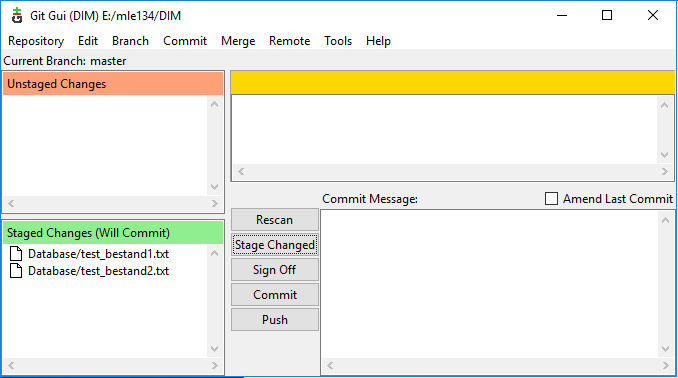 Git Gui (DIM) E:/mle134/DIM
Repository Edit Branch Commit Merge Remote Tools Help
Current Branch: master
Unstaged Changes
Staged Changes (Will Commit)
Database/test_bestand1.txt
Database/test_bestand2.txt
Rescan
Stage Changed
Sign Off
Commit
Push
Commit Message:
Amend Last Commit